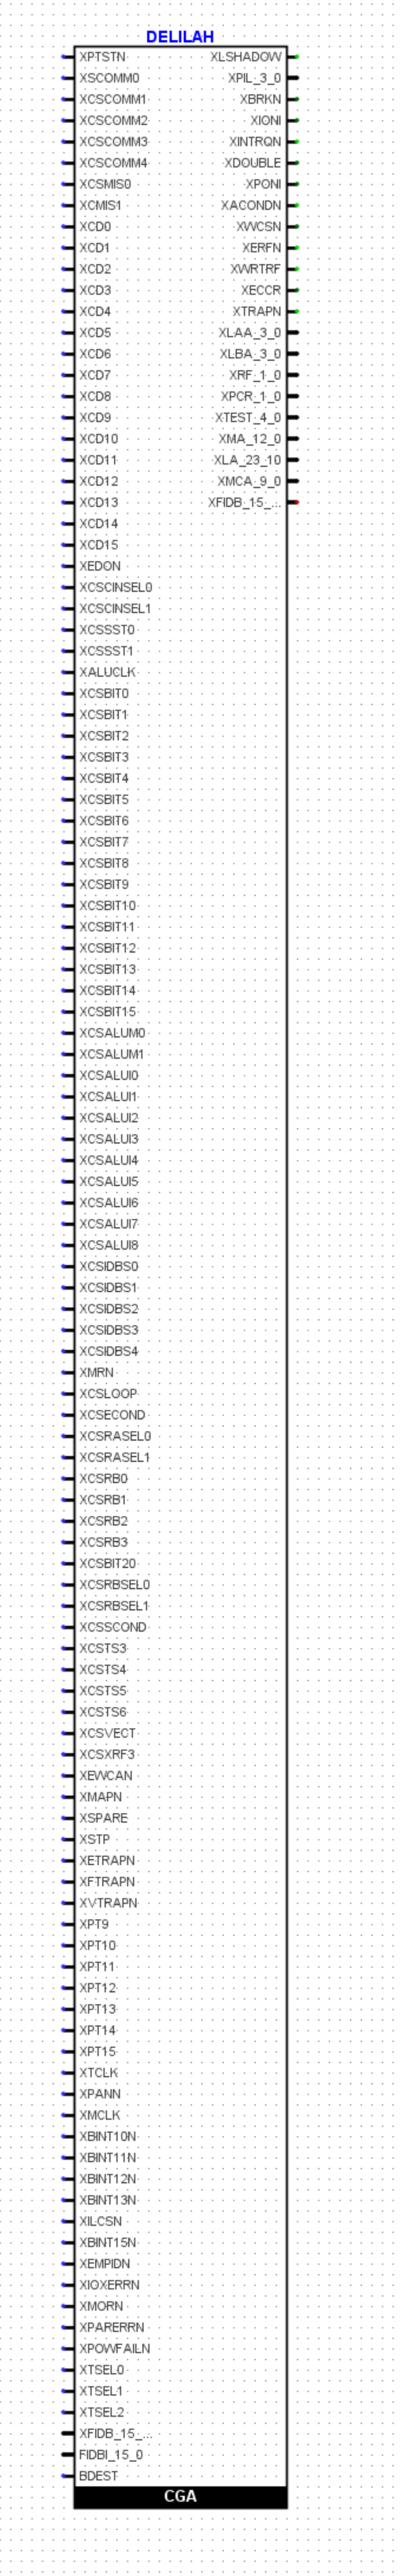 DELILAH
XPTSTN XLSHADOW
XSCOMM0 XPIL_3_0
XCSCOMM1 XBRKN
XCSCOMM2 XIONI
XCSCOMM3 XINTRQN
XCSCOMM4 XDOUBLE
XCSMIS0 XPONI
XCMIS1 XACONDN
XCD0 XWCSN
XCD1 XERFN
XCD2 XWRTRF
XCD3 XECCR
XCD4 XTRAPN
XCD5 XLAA_3_0
XCD6 XLBA_3_0
XCD7 XRF_1_0
XCD8 XPCR_1_0
XCD9 XTEST_4_0
XCD10 XMA_12_0
XCD11 XLA_23_10
XCD12 XMCA_9_0
XCD13 XFIDB_15_...
XCD14
XCD15
XEDON
XCSCINSEL0
XCSCINSEL1
XCSSST0
XCSSST1
XALUCLK
XCSBIT0
XCSBIT1
XCSBIT2
XCSBIT3
XCSBIT4
XCSBIT5
XCSBIT6
XCSBIT7
XCSBIT8
XCSBIT9
XCSBIT10
XCSBIT11
XCSBIT12
XCSBIT13
XCSBIT14
XCSBIT15
XCSALUM0
XCSALUM1
XCSALUI0
XCSALUI1
XCSALUI2
XCSALUI3
XCSALUI4
XCSALUI5
XCSALUI6
XCSALUI7
XCSALUI8
XCSIDBS0
XCSIDBS1
XCSIDBS2
XCSIDBS3
XCSIDBS4
XMRN
XCSLOOP
XCSECOND
XCSRASEL0
XCSRASEL1
XCSRB0
XCSRB1
XCSRB2
XCSRB3
XCSBIT20
XCSRBSEL0
XCSRBSEL1
XCSSCOND
XCSTS3
XCSTS4
XCSTS5
XCSTS6
XCSVECT
XCSXRF3
XEWCAN
XMAPN
XSPARE
XSTP
XETRAPN
XFTRAPN
XVTRAPN
XPT9
XPT10
XPT11
XPT12
XPT13
XPT14
XPT15
XTCLK
XPANN
XMCLK
XBINT10N
XBINT11N
XBINT12N
XBINT13N
XILCSN
XBINT15N
XEMPIDN
XIOXERRN
XMORN
XPARERRN
XPOWFAILN
XTSEL0
XTSEL1
XTSEL2
XFIDB_15_...
FIDBI_15_0
BDEST
CGA